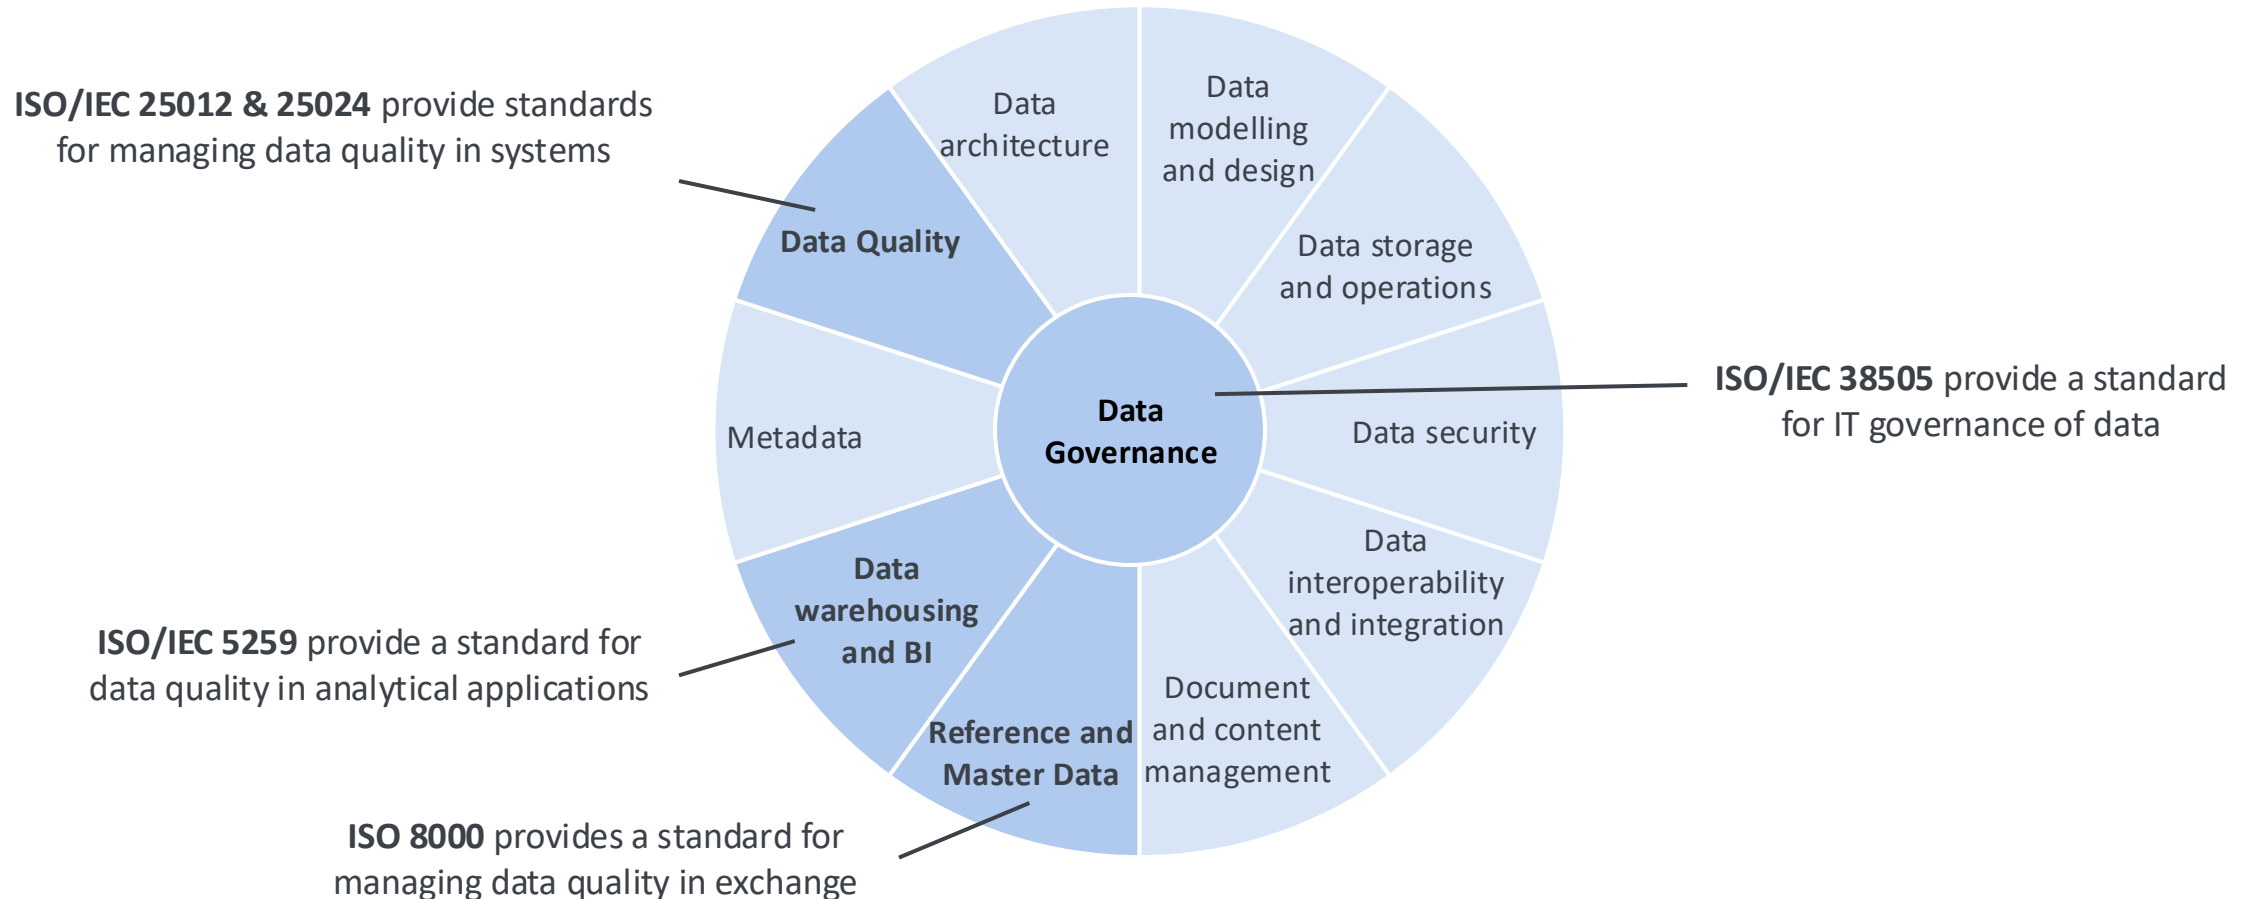 ISO/IEC 25012 & 25024 provide standards
for managing data quality in systems
Data
architecture
Data
modelling
and design
Data Quality
Data storage
and operations
Metadata
Data
Governance
Data security
ISO/IEC 38505 provide a standard
for IT governance of data
Data
warehousing
and BI
Data
interoperability
and integration
ISO/IEC 5259 provide a standard for
data quality in analytical applications
Reference and
Master Data
Document
and content
management
ISO 8000 provides a standard for
managing data quality in exchange